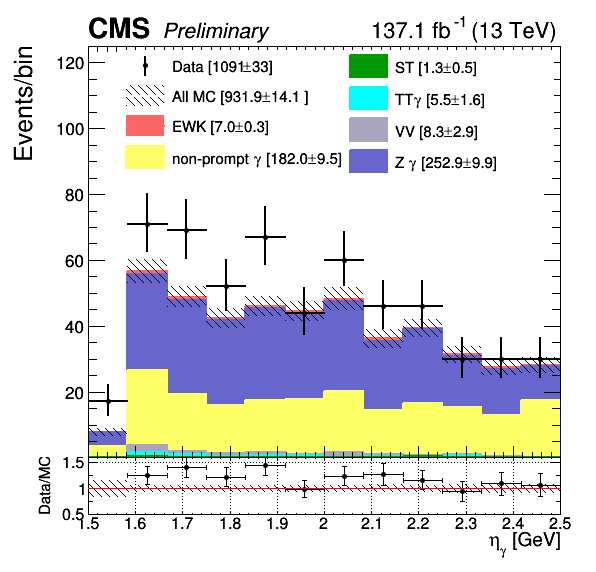 CMS Preliminary 137.1 fb⁻¹ (13 TeV)
Events/bin
120
100
80
60
40
20
Data [1091±33]
All MC [931.9±14.1 ]
EWK [7.0±0.3]
non-prompt γ [182.0±9.5]
ST [1.3±0.5]
TTγ [5.5±1.6]
VV [8.3±2.9]
Z γ [252.9±9.9]
Data/MC
1.5
1
0.5
1.5 1.6 1.7 1.8 1.9 2 2.1 2.2 2.3 2.4 2.5
ηγ [GeV]